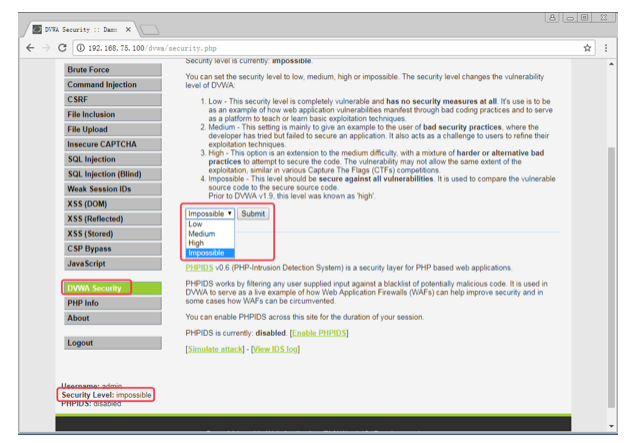 DVWA Security :: Damn
192.168.75.100/dvwa/security.php
Brute Force
Command Injection
CSRF
File Inclusion
File Upload
Insecure CAPTCHA
SQL Injection
SQL Injection (Blind)
Weak Session IDs
XSS (DOM)
XSS (Reflected)
XSS (Stored)
CSP Bypass
JavaScript
DVWA Security
PHP Info
About
Logout
Username: admin
Security Level: impossible
PHPIDS: disabled
Security level is currently: impossible.
You can set the security level to low, medium, high or impossible. The security level changes the vulnerability
level of DVWA:
1. Low - This security level is completely vulnerable and has no security measures at all. It's use is to be
as an example of how web application vulnerabilities manifest through bad coding practices and to serve
as a platform to teach or learn basic exploitation techniques.
2. Medium - This setting is mainly to give an example to the user of bad security practices, where the
developer has tried but failed to secure an application. It also acts as a challenge to users to refine their
exploitation techniques.
3. High - This option is an extension to the medium difficulty, with a mixture of harder or alternative bad
practices to attempt to secure the code. The vulnerability may not allow the same extent of the
exploitation, similar in various Capture The Flags (CTFs) competitions.
4. Impossible - This level should be secure against all vulnerabilities. It is used to compare the vulnerable
source code to the secure source code.
Prior to DVWA v1.9, this level was known as 'high'.
Impossible Submit
Low
Medium
High
Impossible
PHPIDS v0.6 (PHP-Intrusion Detection System) is a security layer for PHP based web applications.
PHPIDS works by filtering any user supplied input against a blacklist of potentially malicious code. It is used in
DVWA to serve as a live example of how Web Application Firewalls (WAFs) can help improve security and in
some cases how WAFs can be circumvented.
You can enable PHPIDS across this site for the duration of your session.
PHPIDS is currently: disabled. [Enable PHPIDS]
[Simulate attack] - [View IDS log]